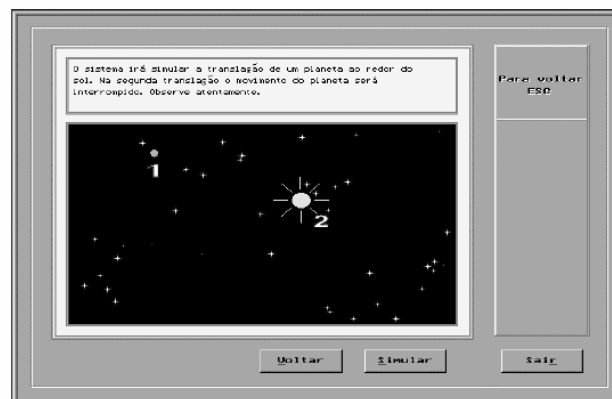 O sistema irá simular a translação de um planeta ao redor do
sol. Na segunda translação o movimento do planeta será
interrompido. Observe atentamente.
Para voltar
ESC
1
2
Voltar
Simular
Sair